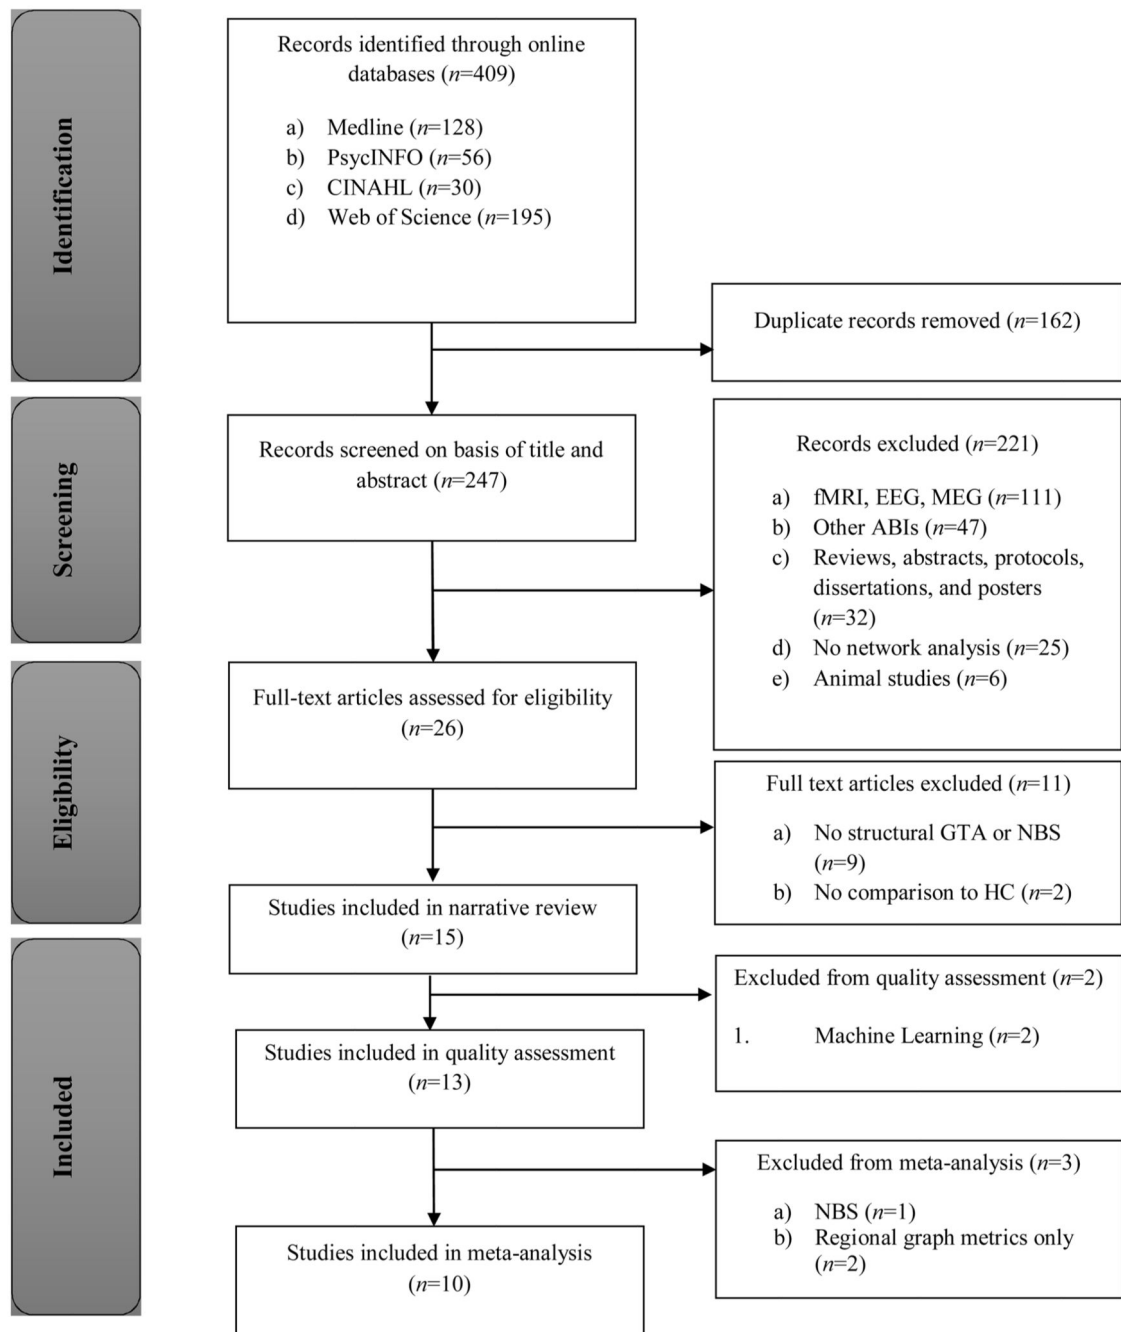 Identification
Records identified through online
databases (n=409)
a) Medline (n=128)
b) PsycINFO (n=56)
c) CINAHL (n=30)
d) Web of Science (n=195)
Duplicate records removed (n=162)
Screening
Records screened on basis of title and
abstract (n=247)
Records excluded (n=221)
a) fMRI, EEG, MEG (n=111)
b) Other ABIs (n=47)
c) Reviews, abstracts, protocols,
dissertations, and posters
(n=32)
d) No network analysis (n=25)
e) Animal studies (n=6)
Eligibility
Full-text articles assessed for eligibility
(n=26)
Full text articles excluded (n=11)
a) No structural GTA or NBS
(n=9)
b) No comparison to HC (n=2)
Studies included in narrative review
(n=15)
Included
Excluded from quality assessment (n=2)
1. Machine Learning (n=2)
Studies included in quality assessment
(n=13)
Excluded from meta-analysis (n=3)
a) NBS (n=1)
b) Regional graph metrics only
(n=2)
Studies included in meta-analysis
(n=10)